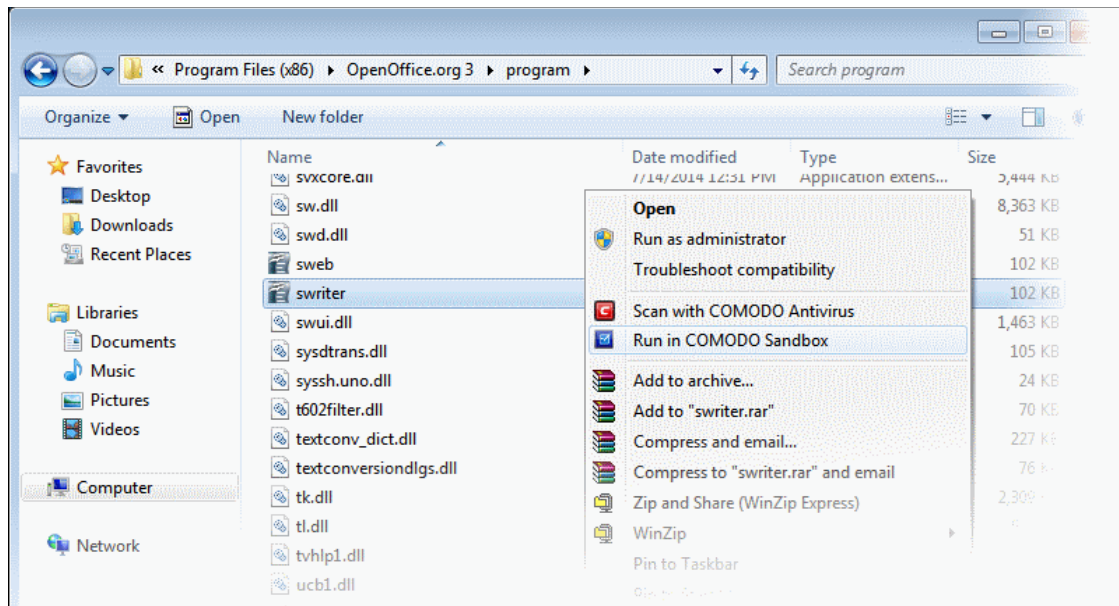 « Program Files (x86) ▸ OpenOffice.org 3 ▸ program ▸ Search program
Organize Open New folder
Name Date modified Type Size
svxcore.dll 7/14/2014 12:31 PM Application extens... 5,444 KB
sw.dll 8,363 KB
swd.dll 51 KB
sweb 102 KB
swriter 102 KB
swui.dll 1,463 KB
sysdtrans.dll 105 KB
syssh.uno.dll 24 KB
t602filter.dll 70 KB
textconv_dict.dll 227 KB
textconversiondlgs.dll 76
tk.dll 2,309
tl.dll
tvhlp1.dll
ucb1.dll
Favorites
Desktop
Downloads
Recent Places
Libraries
Documents
Music
Pictures
Videos
Computer
Network
Open
Run as administrator
Troubleshoot compatibility
Scan with COMODO Antivirus
Run in COMODO Sandbox
Add to archive...
Add to "swriter.rar"
Compress and email...
Compress to "swriter.rar" and email
Zip and Share (WinZip Express)
WinZip
Pin to Taskbar